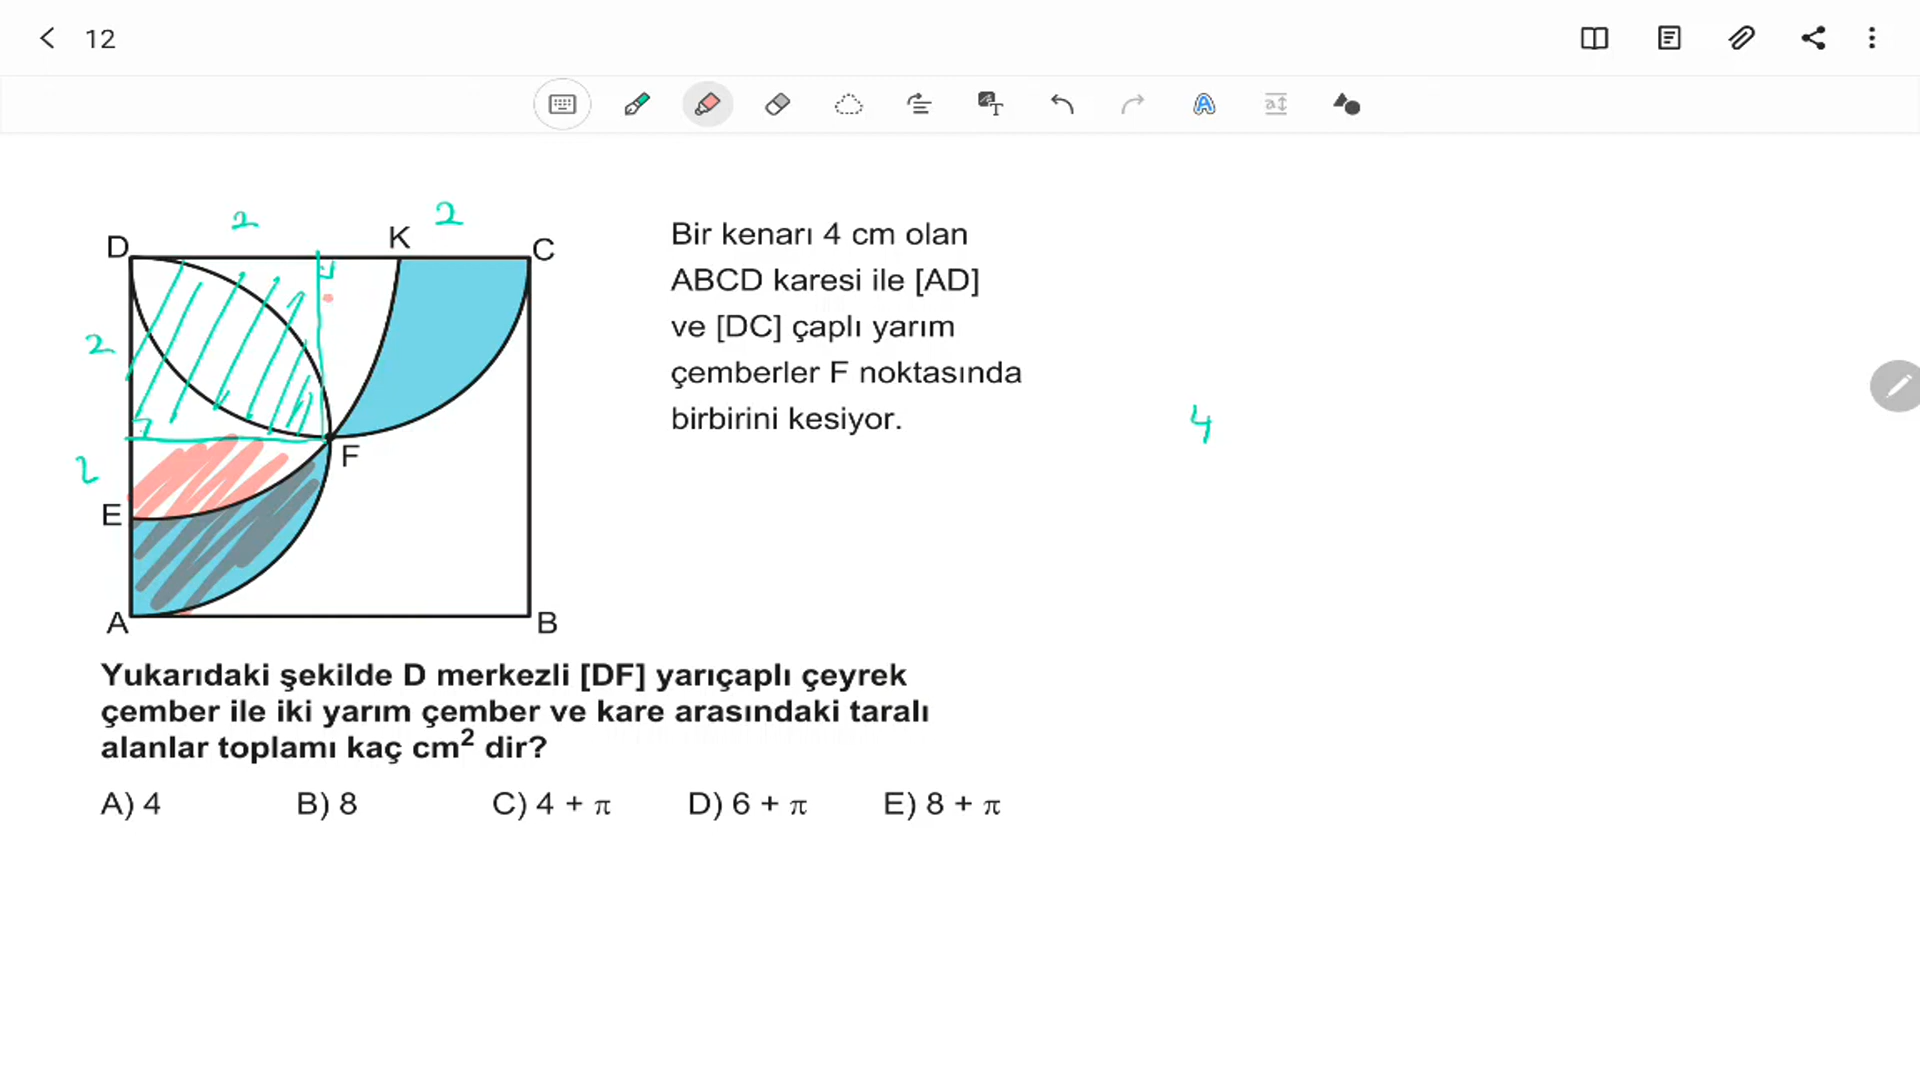 12
2
2
D
K
C
2
F
2
E
A
B
Bir kenarı 4 cm olan
ABCD karesi ile [AD]
ve [DC] çaplı yarım
çemberler F noktasında
birbirini kesiyor.
4
Yukarıdaki şekilde D merkezli [DF] yarıçaplı çeyrek
çember ile iki yarım çember ve kare arasındaki taralı
alanlar toplamı kaç cm² dir?
A) 4 B) 8 C) 4 + π D) 6 + π E) 8 + π